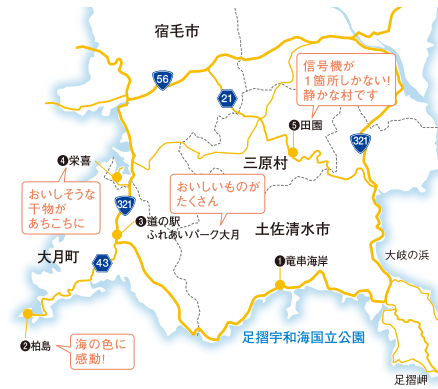 宿毛市
56
21
信号機が
1箇所しかない!
静かな村です
❺田園
321
三原村
❹栄喜
おいしそうな
干物が
あちこちに
321
おいしいものが
たくさん
❸道の駅
ふれあいパーク大月
土佐清水市
大月町
43
❶竜串海岸
大岐の浜
❷柏島
海の色に
感動!
足摺宇和海国立公園
足摺岬